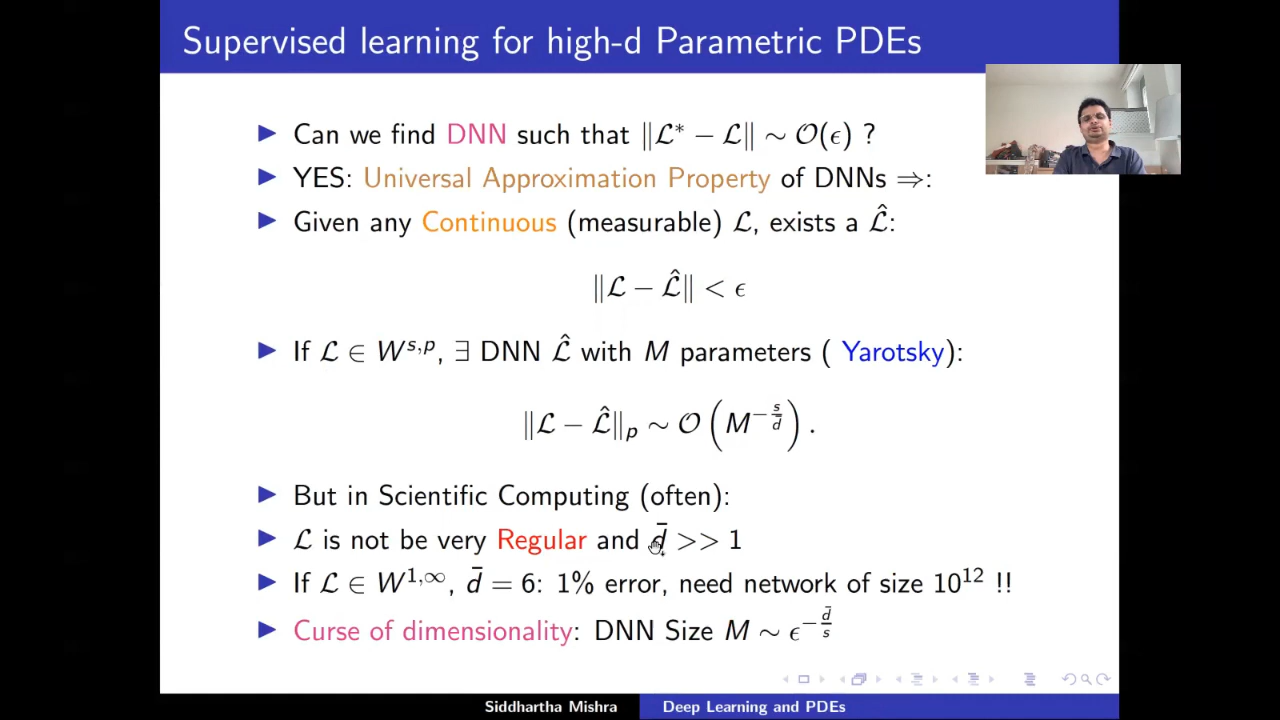 Supervised learning for high-d Parametric PDEs
▶ Can we find DNN such that ‖ℒ* − ℒ‖ ∼ 𝒪(ϵ) ?
▶ YES: Universal Approximation Property of DNNs ⇒:
▶ Given any Continuous (measurable) ℒ, exists a ℒ̂:
‖ℒ − ℒ̂‖ < ϵ
▶ If ℒ ∈ W^{s,p}, ∃ DNN ℒ̂ with M parameters ( Yarotsky):
‖ℒ − ℒ̂‖_p ∼ 𝒪(M^{−s/d̄}).
▶ But in Scientific Computing (often):
▶ ℒ is not be very Regular and d̄ >> 1
▶ If ℒ ∈ W^{1,∞}, d̄ = 6: 1% error, need network of size 10^{12} !!
▶ Curse of dimensionality: DNN Size M ∼ ϵ^{−d̄/s}
Siddhartha Mishra Deep Learning and PDEs